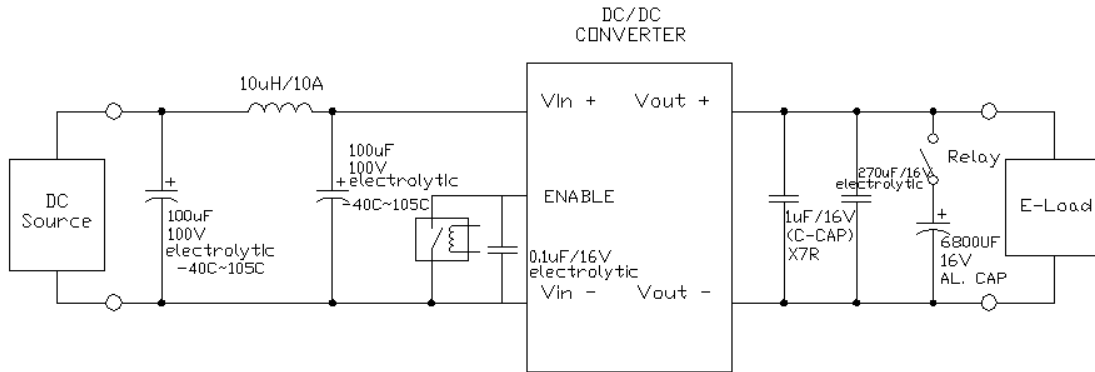 DC/DC
CONVERTER
10uH/10A
VIn +
Vout +
100uF
100V
electrolytIc
-40C~105C
Relay
270uF/16V
electrolytIc
DC
Source
ENABLE
E-Load
100uF
100V
electrolytIc
-40C~105C
0.1uF/16V
electrolytIc
1uF/16V
(C-CAP)
X7R
6800UF
16V
AL. CAP
VIn -
Vout -
+
+
+